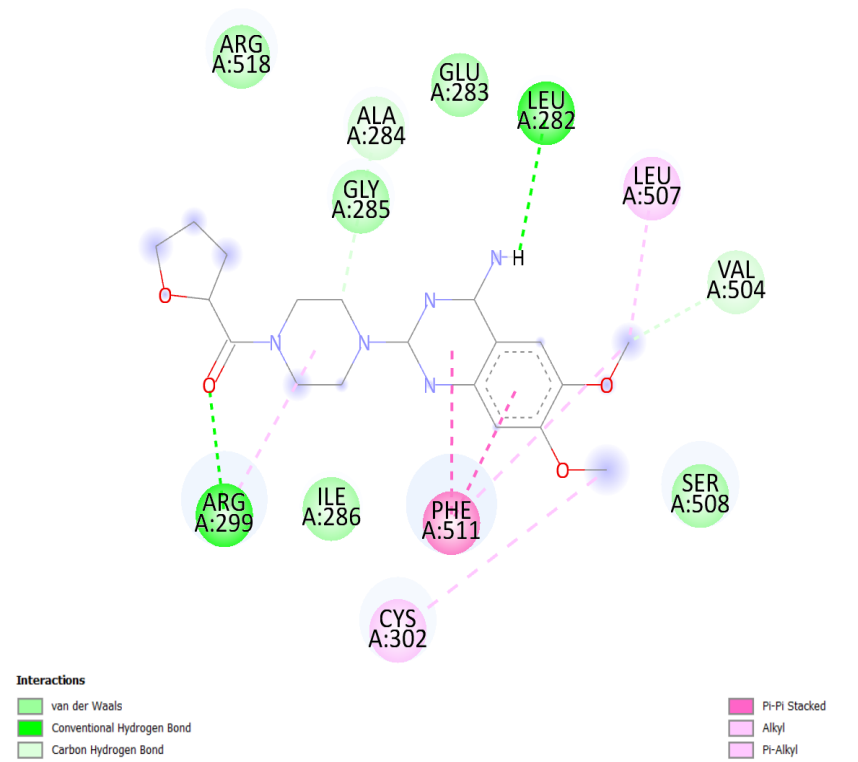 ARG
A:518
GLU
A:283
LEU
A:282
ALA
A:284
LEU
A:507
GLY
A:285
VAL
A:504
N H
O
N
N
N
N
O
O
O
ARG
A:299
ILE
A:286
PHE
A:511
SER
A:508
CYS
A:302
Interactions
van der Waals
Conventional Hydrogen Bond
Carbon Hydrogen Bond
Pi-Pi Stacked
Alkyl
Pi-Alkyl